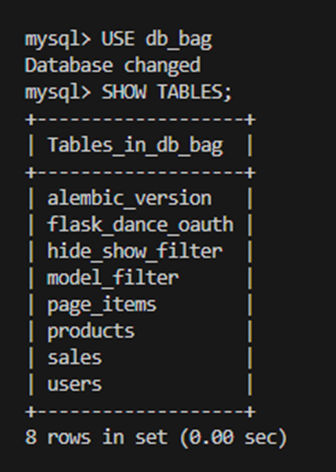 mysql> USE db_bag
Database changed
mysql> SHOW TABLES;
+-------------------+
| Tables_in_db_bag  |
+-------------------+
| alembic_version   |
| flask_dance_oauth |
| hide_show_filter  |
| model_filter      |
| page_items        |
| products          |
| sales             |
| users             |
+-------------------+
8 rows in set (0.00 sec)